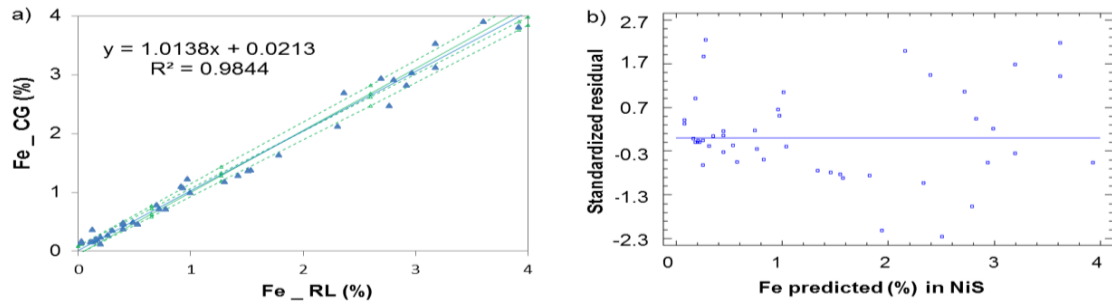 a)
4
3
2
1
0
y = 1.0138x + 0.0213
R² = 0.9844
0 1 2 3 4
Fe _ CG (%)
Fe _ RL (%)
b)
2.7
1.7
0.7
-0.3
-1.3
-2.3
0 1 2 3 4
Standardized residual
Fe predicted (%) in NiS